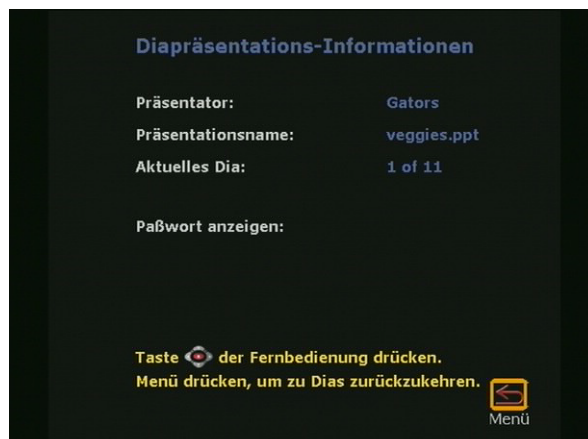 Diapräsentations-Informationen
Präsentator: Gators
Präsentationsname: veggies.ppt
Aktuelles Dia: 1 of 11
Paßwort anzeigen:
Taste der Fernbedienung drücken.
Menü drücken, um zu Dias zurückzukehren.
Menü